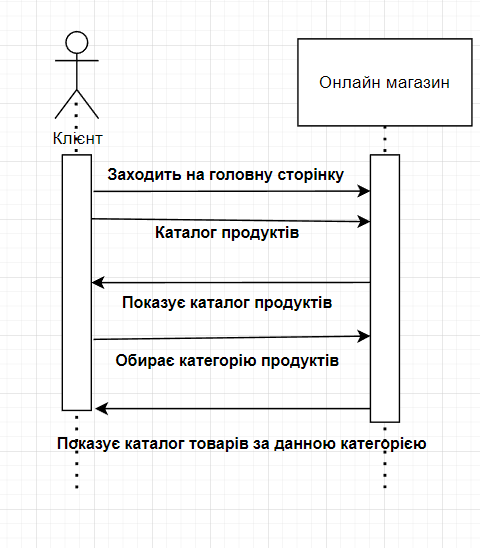 Онлайн магазин
Клієнт
Заходить на головну сторінку
Каталог продуктів
Показує каталог продуктів
Обирає категорію продуктів
Показує каталог товарів за данною категорією